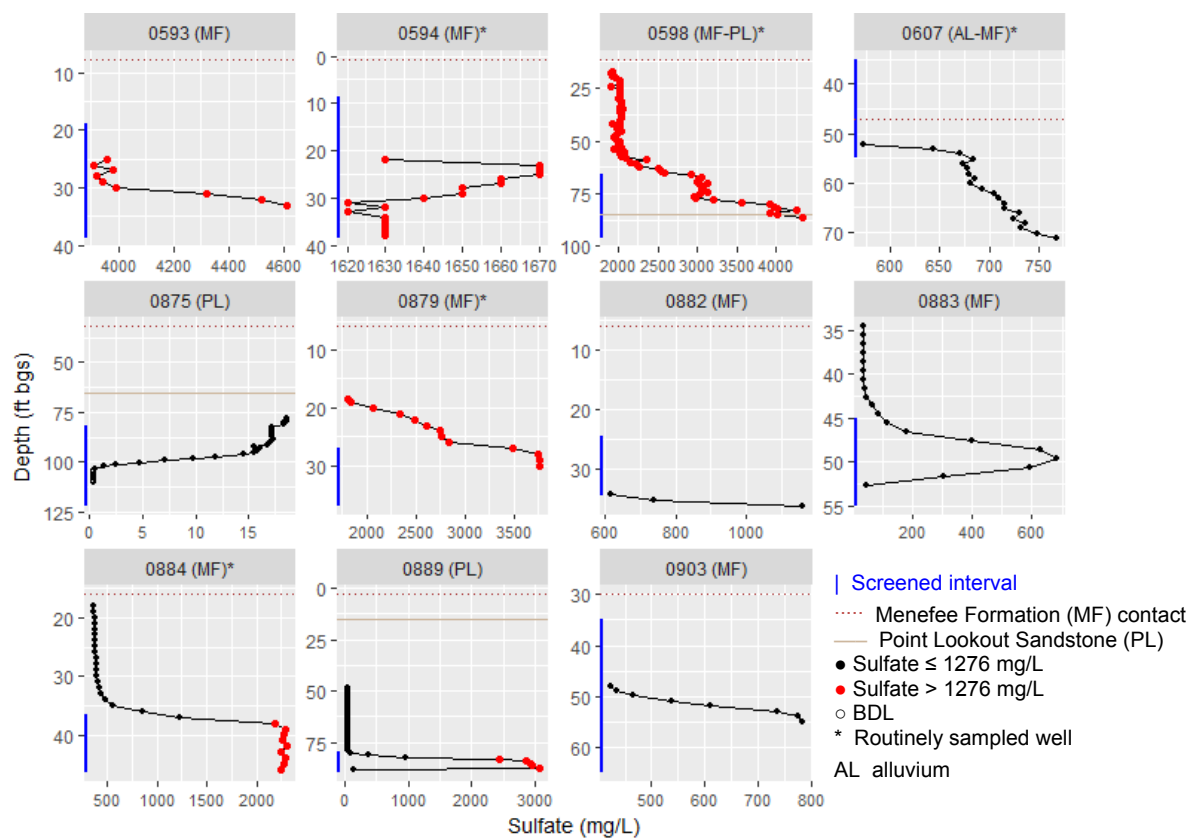 0593 (MF)
0594 (MF)*
0598 (MF-PL)*
0607 (AL-MF)*
10
20
30
40
4000 4200 4400 4600
0
10
20
30
40
1620 1630 1640 1650 1660 1670
25
50
75
100
2000 2500 3000 3500 4000
40
50
60
70
600 650 700 750
0875 (PL)
0879 (MF)*
0882 (MF)
0883 (MF)
50
75
100
125
0 5 10 15
10
20
30
2000 2500 3000 3500
10
20
30
600 800 1000
35
40
45
50
55
200 400 600
0884 (MF)*
0889 (PL)
0903 (MF)
20
30
40
500 1000 1500 2000
0
25
50
75
0 1000 2000 3000
30
40
50
60
500 600 700 800
Depth (ft bgs)
Sulfate (mg/L)
| Screened interval
Menefee Formation (MF) contact
Point Lookout Sandstone (PL)
● Sulfate ≤ 1276 mg/L
● Sulfate > 1276 mg/L
○ BDL
* Routinely sampled well
AL alluvium